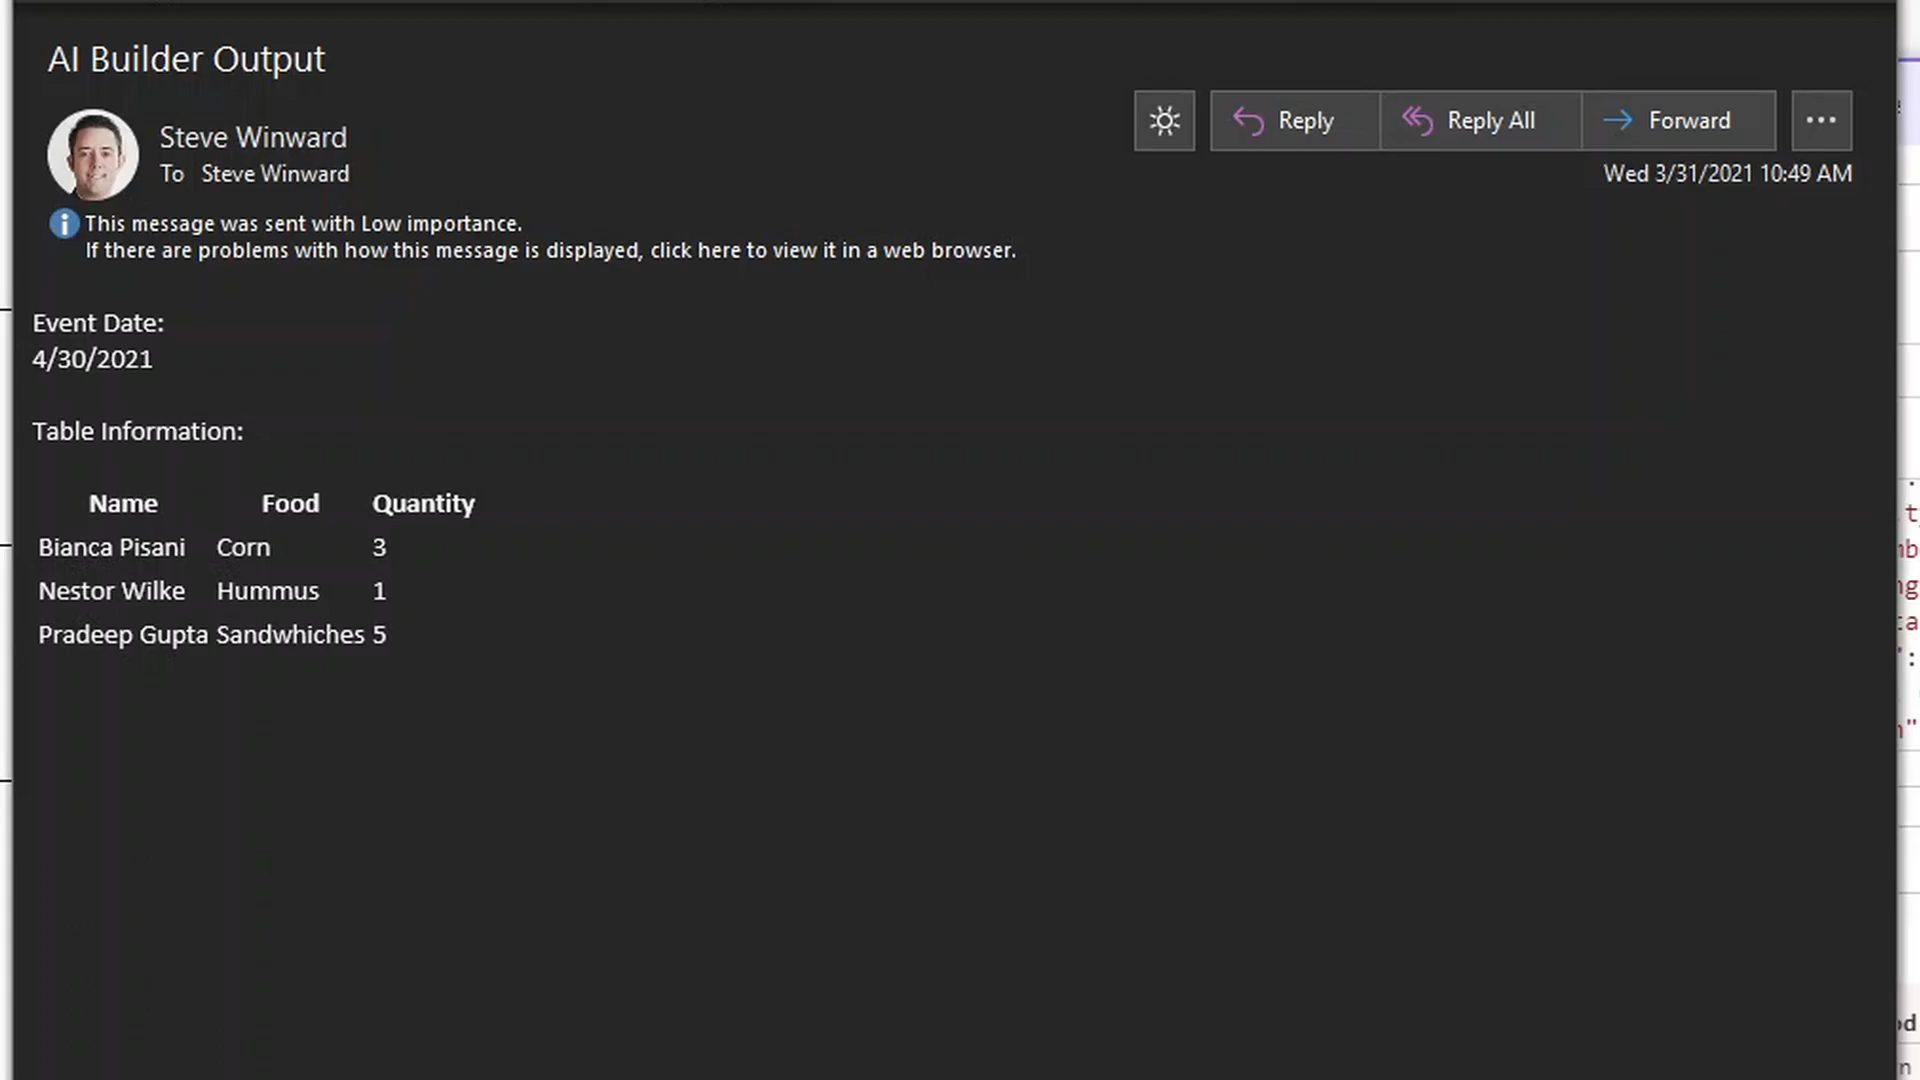 AI Builder Output
Steve Winward
To Steve Winward
Reply
Reply All
Forward
Wed 3/31/2021 10:49 AM
This message was sent with Low importance.
If there are problems with how this message is displayed, click here to view it in a web browser.
Event Date:
4/30/2021
Table Information:
Name Food Quantity
Bianca Pisani Corn 3
Nestor Wilke Hummus 1
Pradeep Gupta Sandwhiches 5